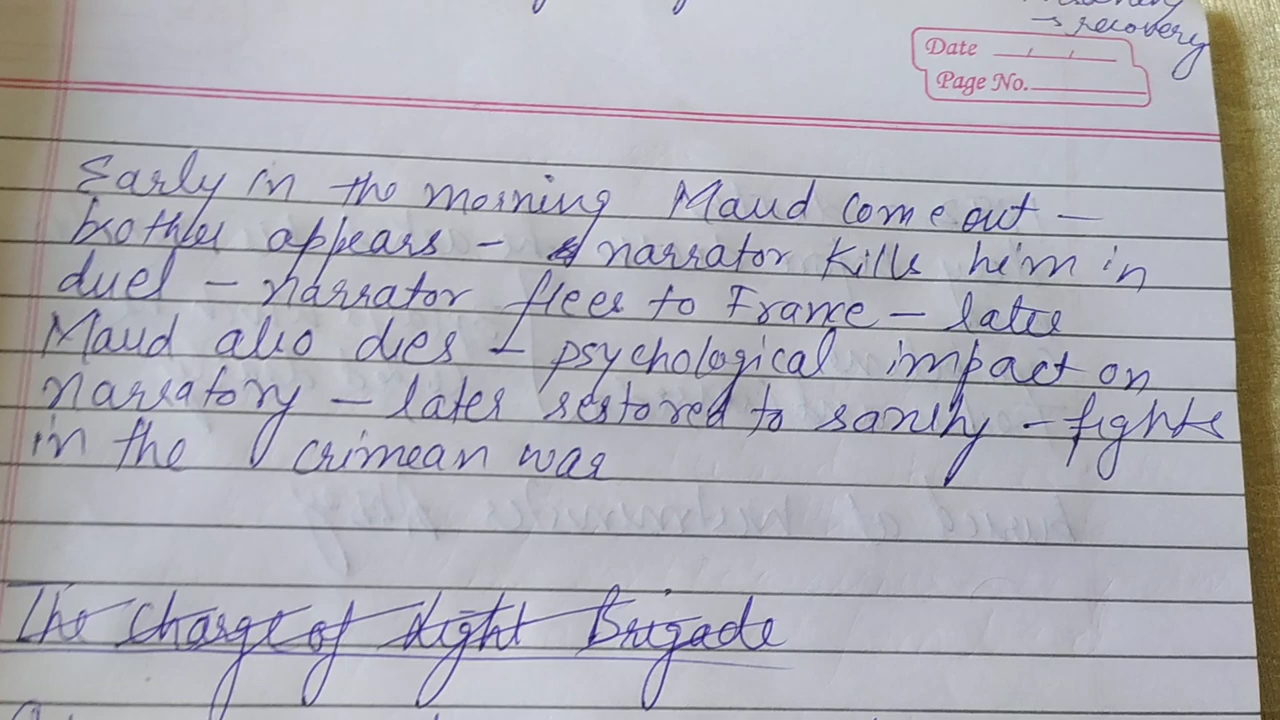 → recovery
Date
Page No.
Early in the morning Maud come out —
brother appears — narrator kills him in
duel — narrator flees to France — later
Maud also dies — psychological impact on
narratory — later restored to sanity — fights
in the crimean war
The Charge of Light Brigade